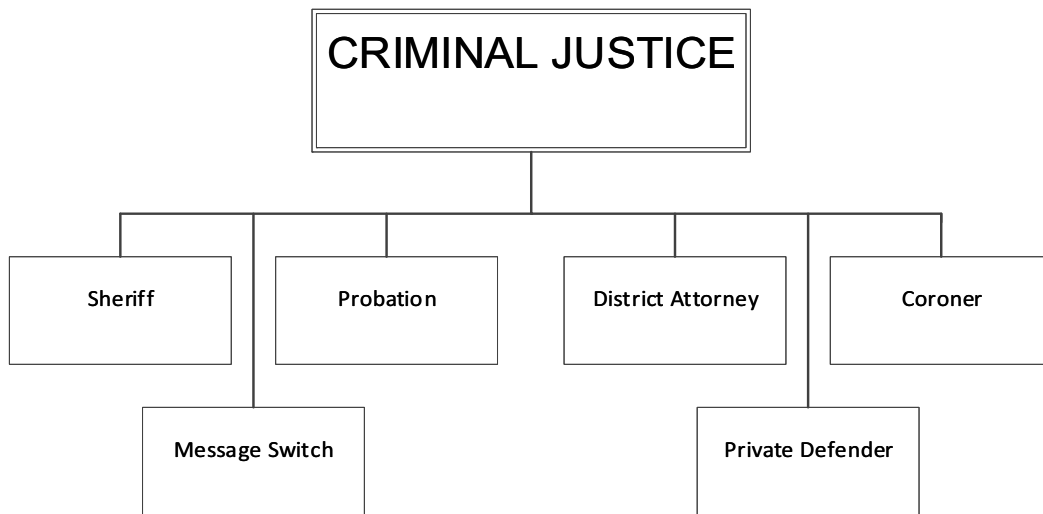 CRIMINAL JUSTICE
Sheriff
Probation
District Attorney
Coroner
Message Switch
Private Defender